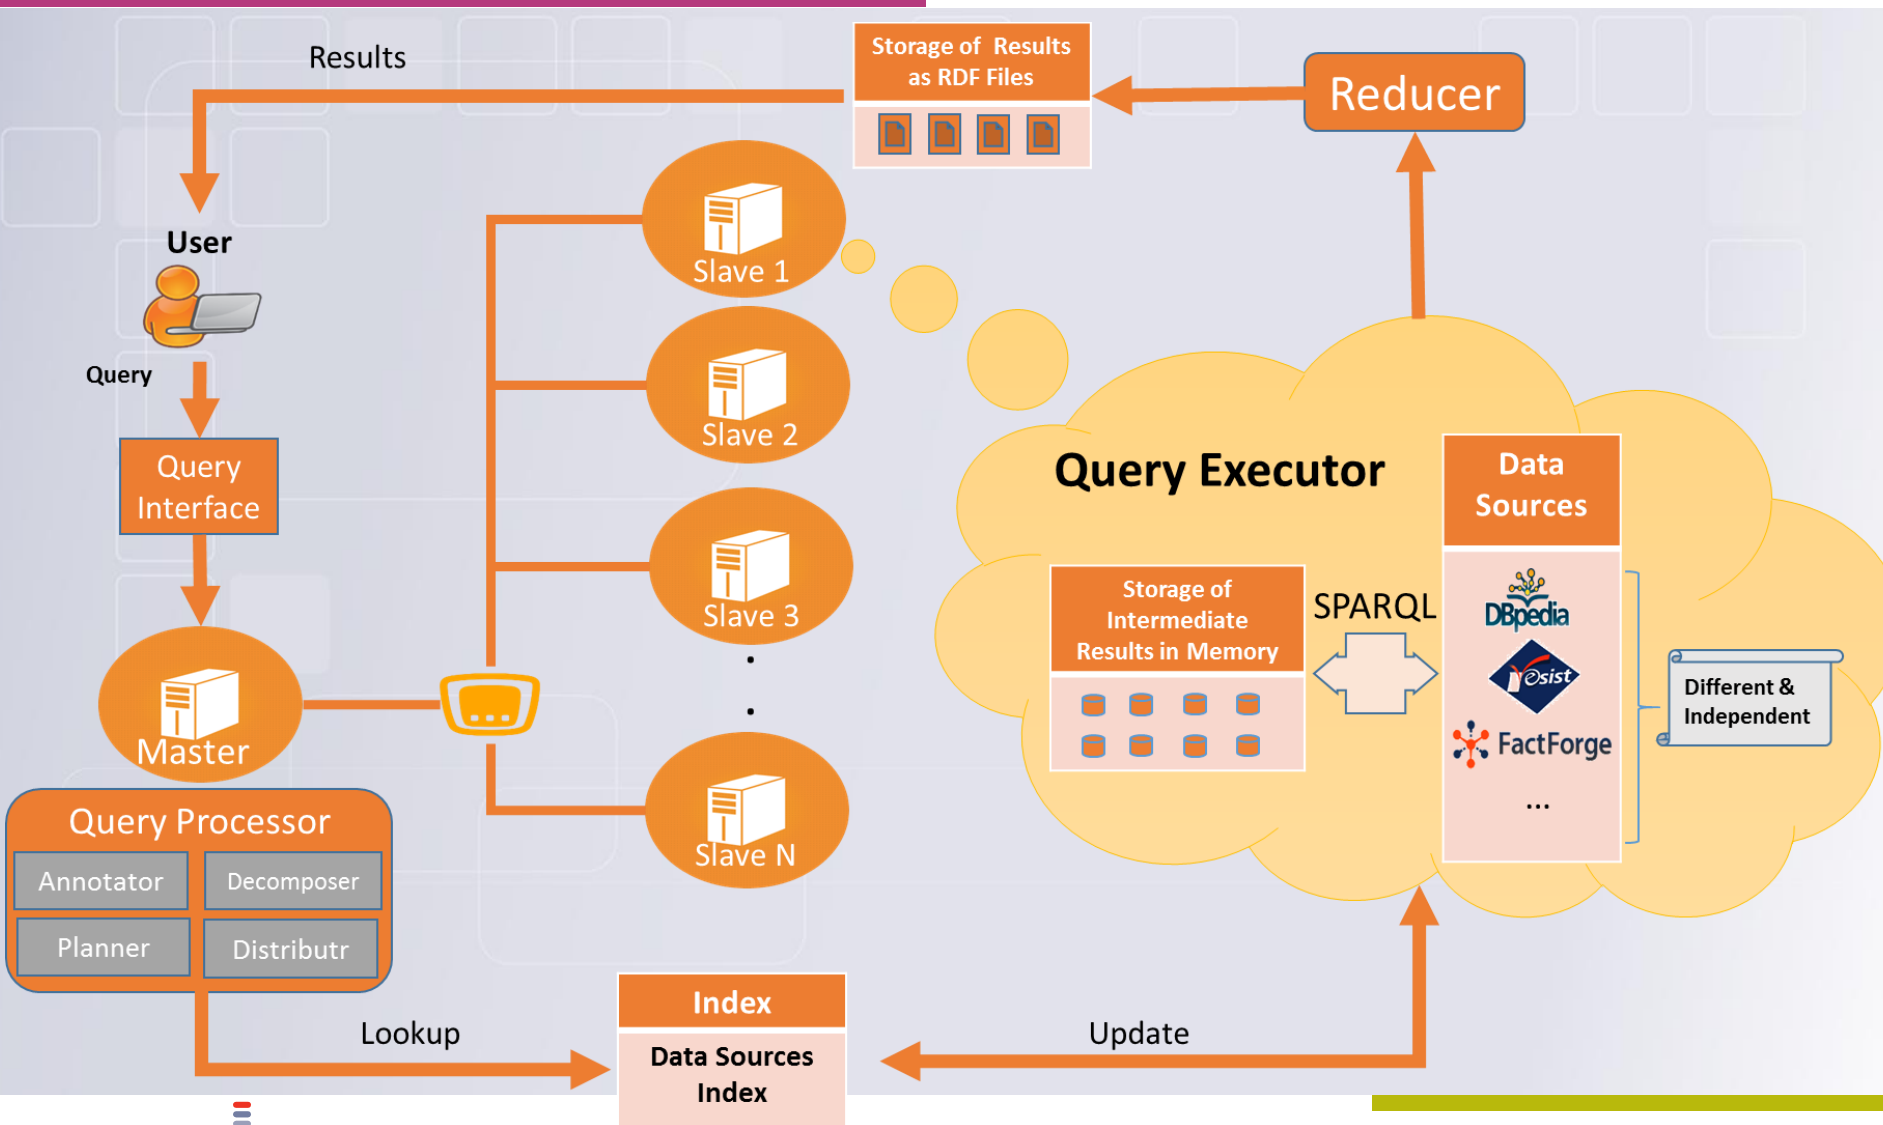 Results
Storage of Results
as RDF Files
Reducer
User
Query
Query
Interface
Master
Query Processor
Annotator
Decomposer
Planner
Distributr
Slave 1
Slave 2
Slave 3
.
.
Slave N
Query Executor
Storage of
Intermediate
Results in Memory
SPARQL
Data
Sources
DBpedia
resist
FactForge
...
Different &
Independent
Lookup
Index
Data Sources
Index
Update